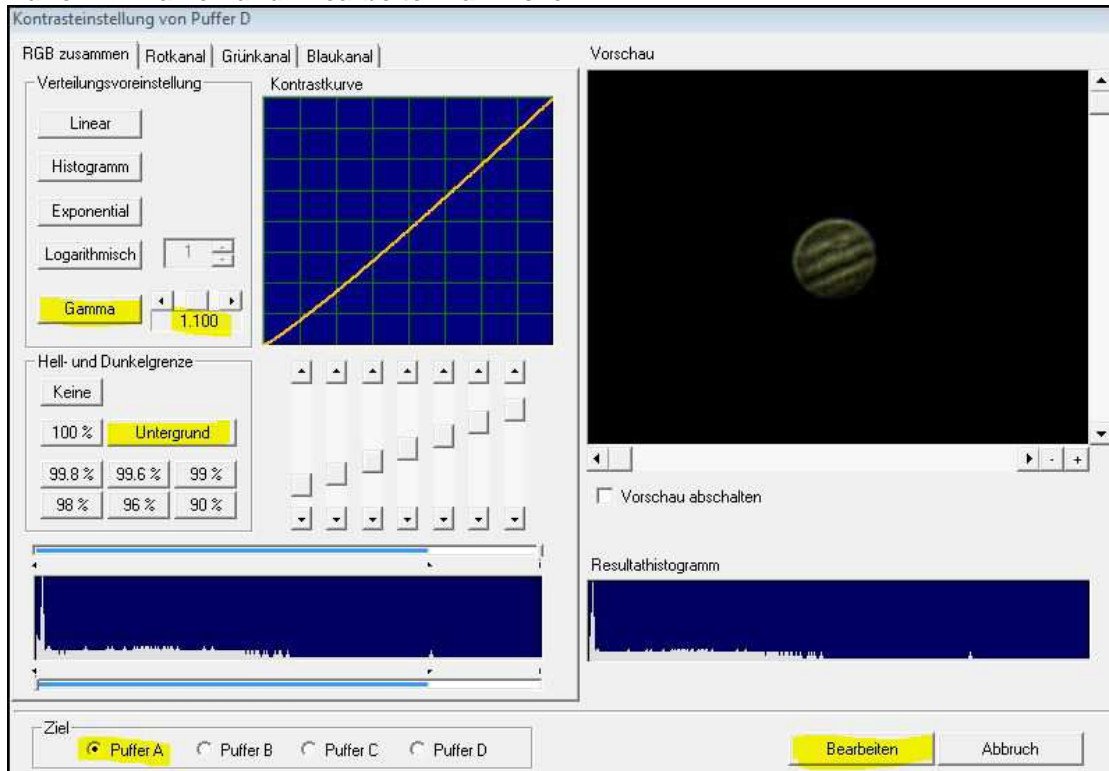 Kontrasteinstellung von Puffer D
RGB zusammen Rotkanal Grünkanal Blaukanal
Verteilungsvoreinstellung
Linear
Histogramm
Exponential
Logarithmisch 1
Gamma 1.100
Kontrastkurve
Hell- und Dunkelgrenze
Keine
100 % Untergrund
99.8 % 99.6 % 99 %
98 % 96 % 90 %
Vorschau
- +
Vorschau abschalten
Resultathistogramm
Ziel
Puffer A Puffer B Puffer C Puffer D
Bearbeiten Abbruch